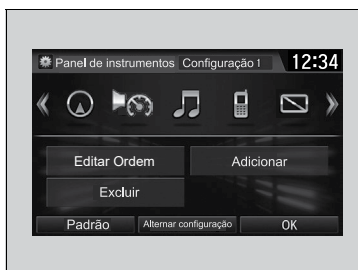 Panel de instrumentos Configuração 1 12:34
Editar Ordem Adicionar
Excluir
Padrão Alternar configuração OK